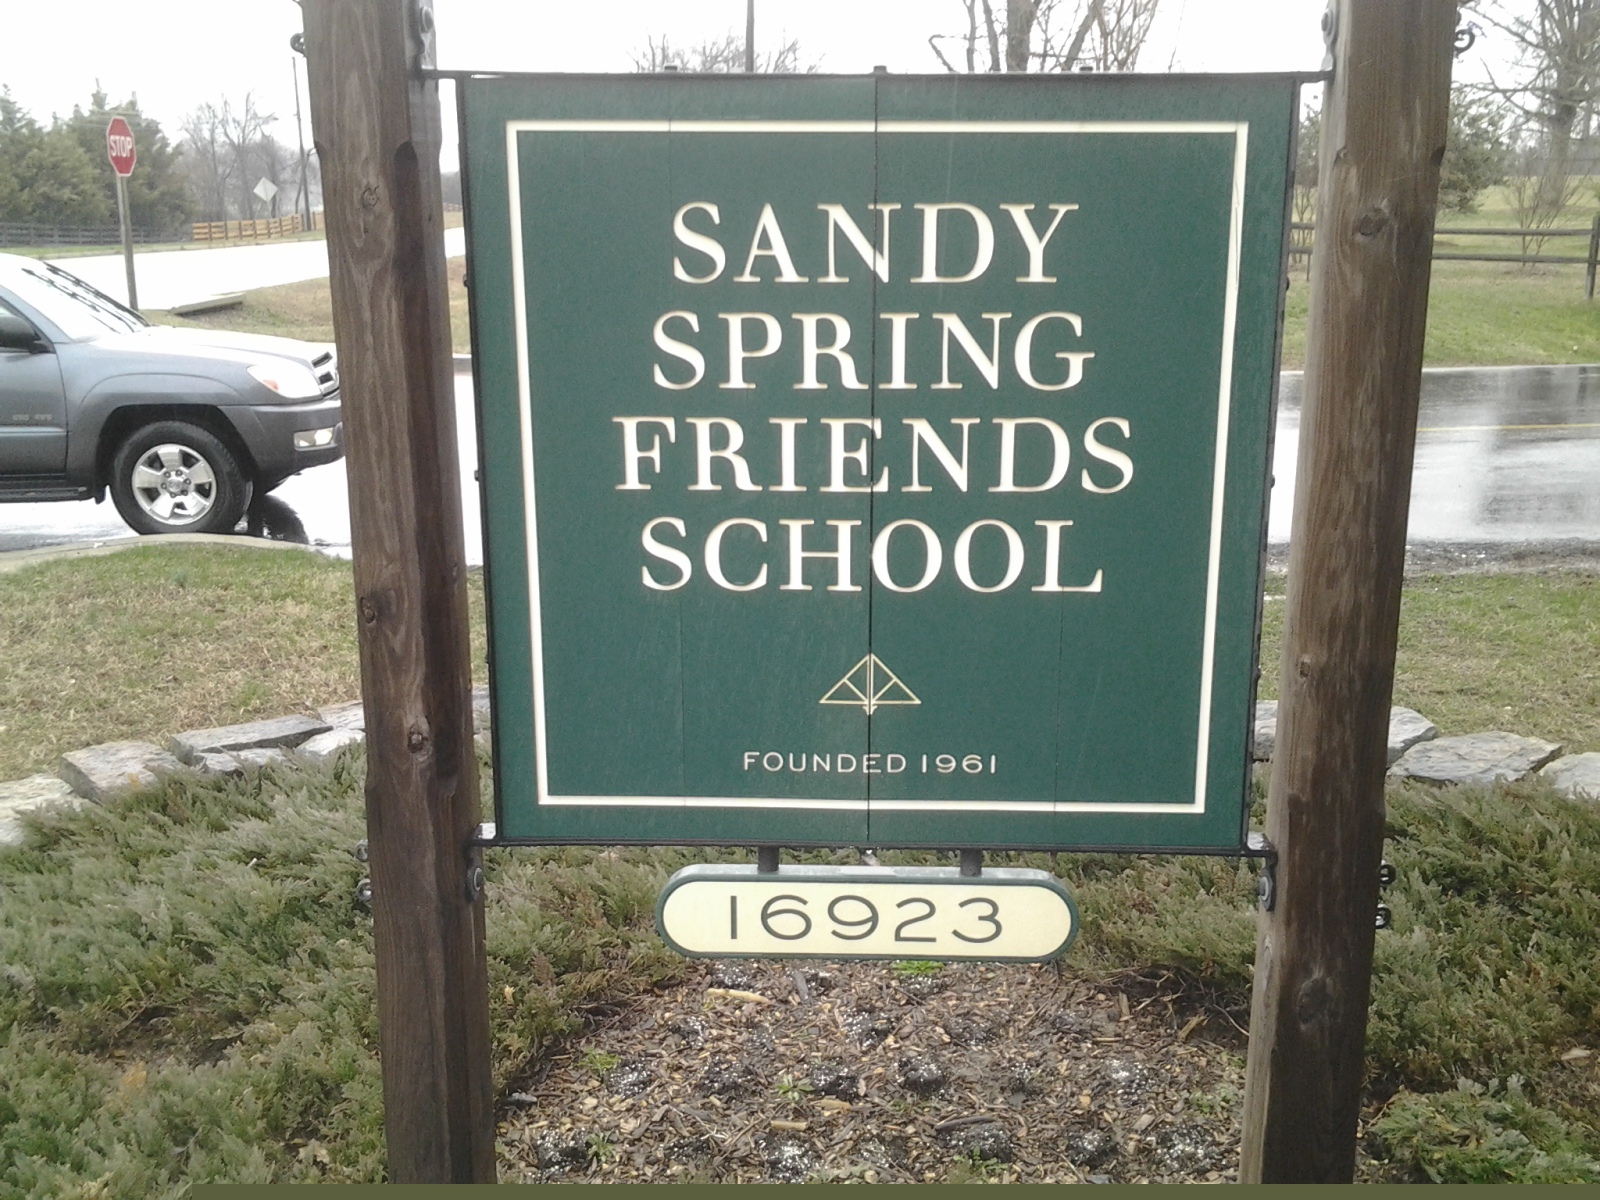 STOP
SANDY
SPRING
FRIENDS
SCHOOL
FOUNDED 1961
16923